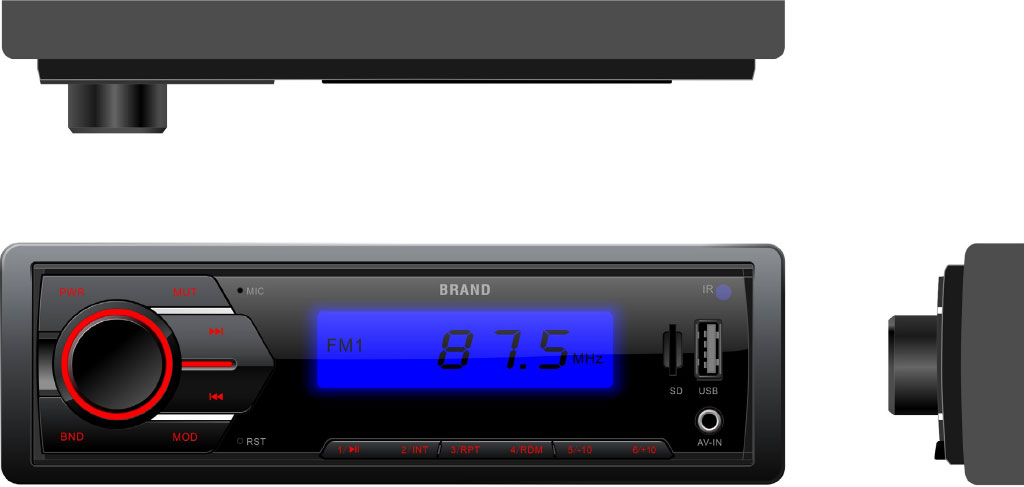 PWR MUT MIC BRAND IR
⏭
FM1 87.5 MHz
⏮
SD USB
BND MOD RST AV-IN
1/⏯ 2/INT 3/RPT 4/RDM 5/-10 6/+10